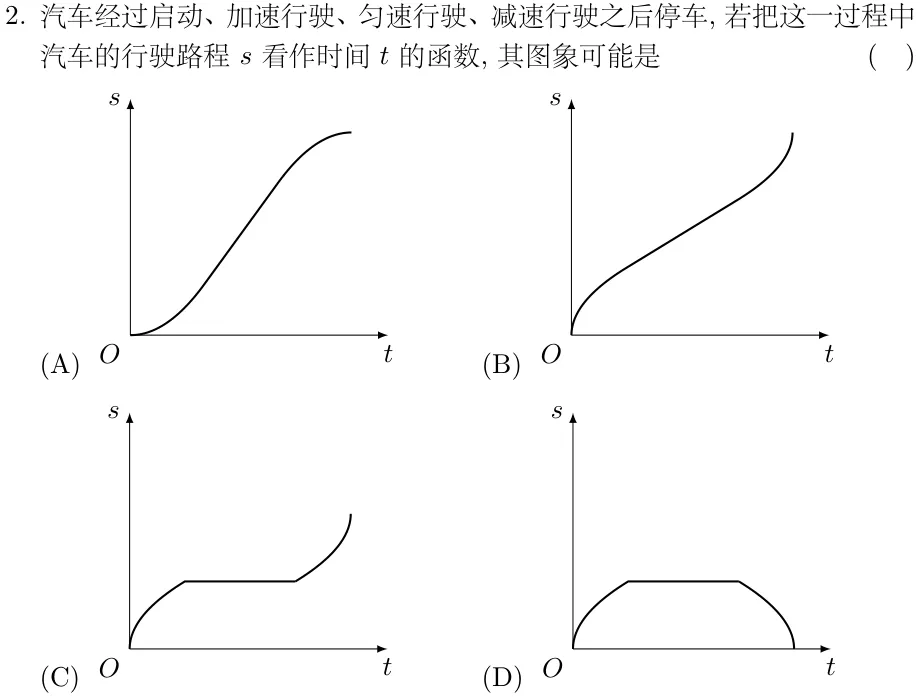 2. 汽车经过启动、加速行驶、匀速行驶、减速行驶之后停车, 若把这一过程中
汽车的行驶路程 s 看作时间 t 的函数, 其图象可能是 ( )
s
s
O
t
O
t
(A)
(B)
s
s
O
t
O
t
(C)
(D)